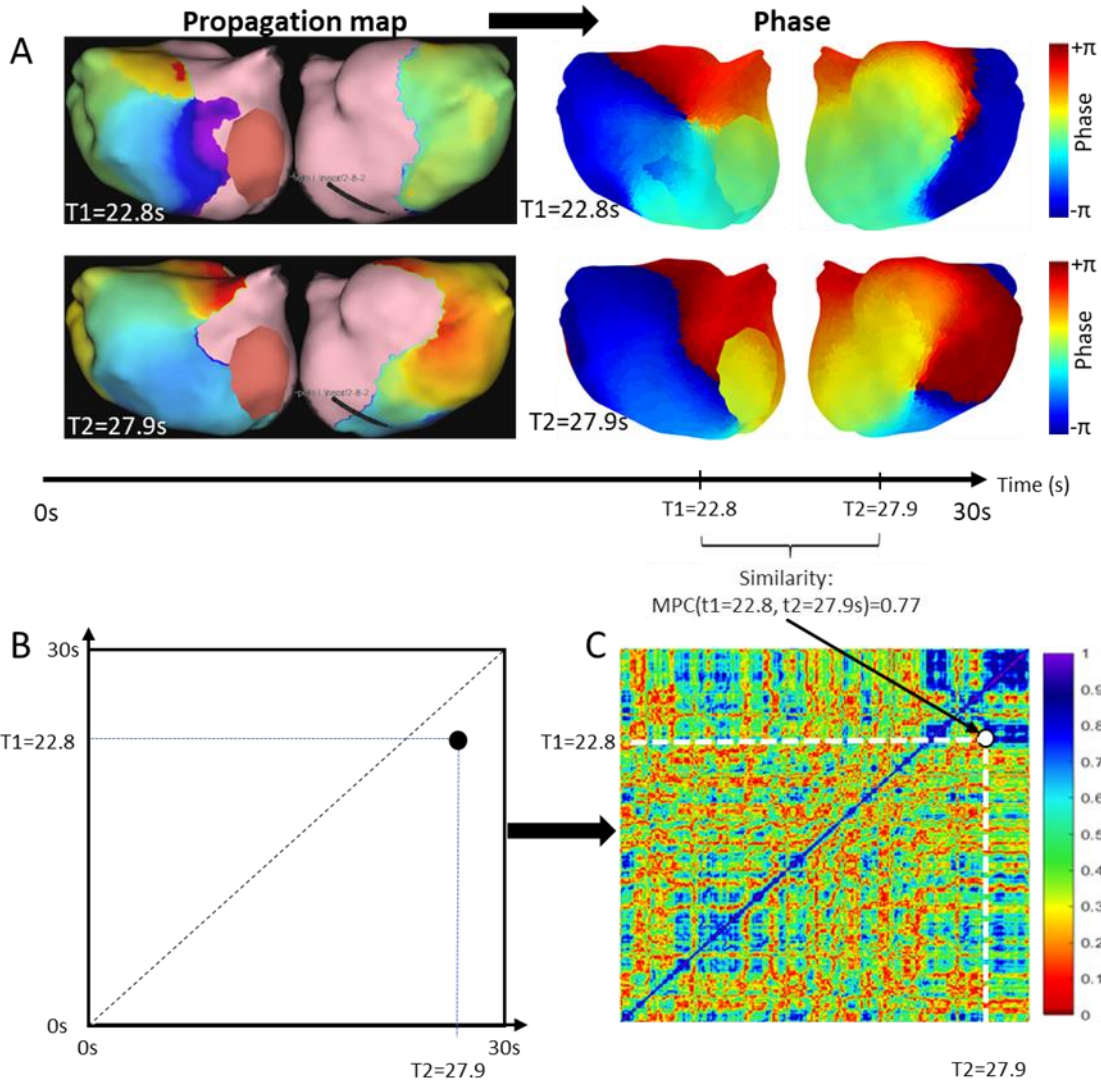 Propagation map
Phase
A
T1=22.8s
T1=22.8s
+π
Phase
-π
T2=27.9s
T2=27.9s
+π
Phase
-π
0s
T1=22.8
T2=27.9
30s
Time (s)
Similarity:
MPC(t1=22.8, t2=27.9s)=0.77
B
30s
T1=22.8
0s
0s
30s
T2=27.9
C
T1=22.8
T2=27.9
1
0.9
0.8
0.7
0.6
0.5
0.4
0.3
0.2
0.1
0